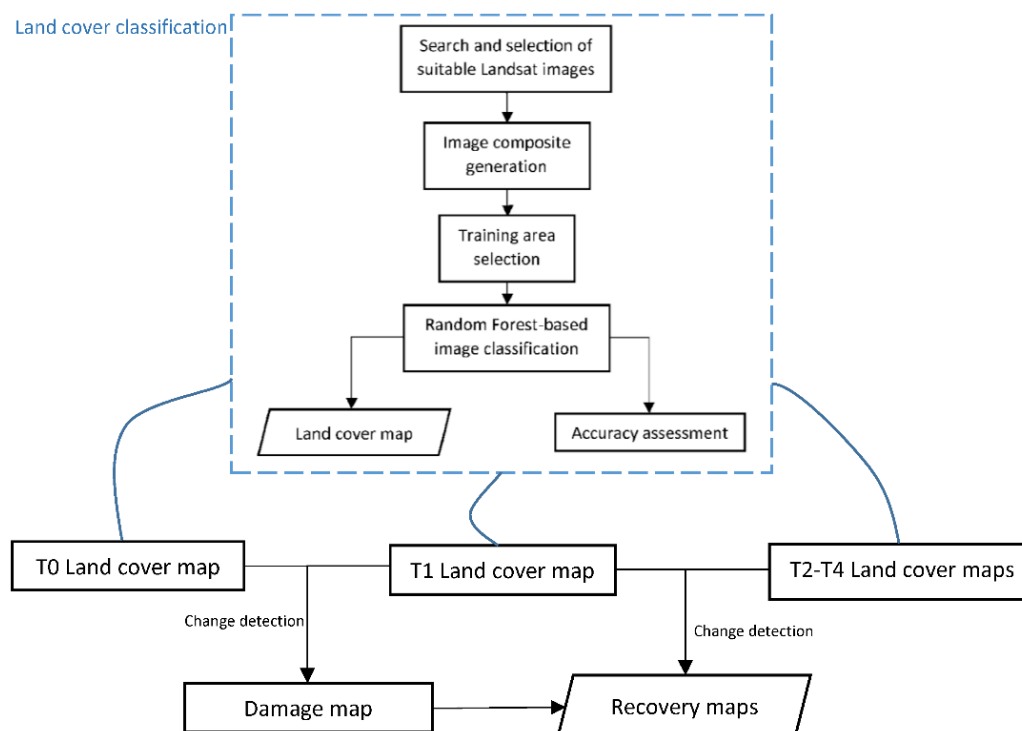 Land cover classification
Search and selection of
suitable Landsat images
Image composite
generation
Training area
selection
Random Forest-based
image classification
Land cover map
Accuracy assessment
T0 Land cover map
T1 Land cover map
T2-T4 Land cover maps
Change detection
Change detection
Damage map
Recovery maps